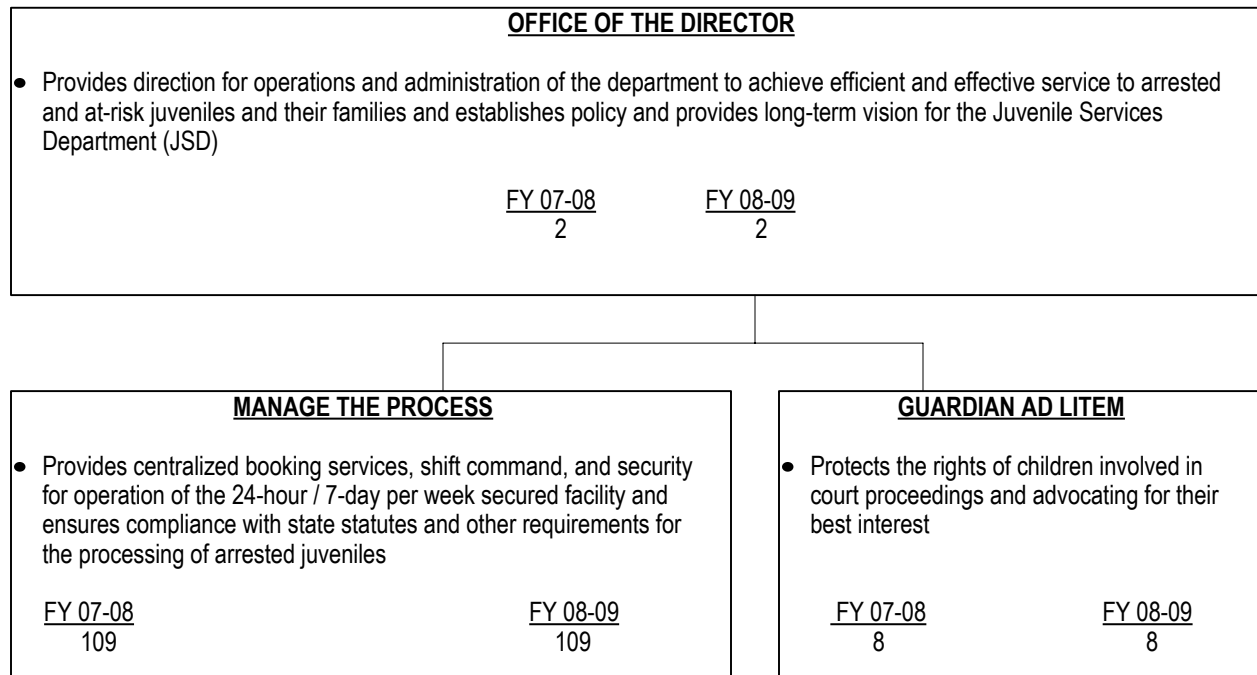 OFFICE OF THE DIRECTOR
• Provides direction for operations and administration of the department to achieve efficient and effective service to arrested
and at-risk juveniles and their families and establishes policy and provides long-term vision for the Juvenile Services
Department (JSD)
FY 07-08 FY 08-09
2 2
MANAGE THE PROCESS
• Provides centralized booking services, shift command, and security
for operation of the 24-hour / 7-day per week secured facility and
ensures compliance with state statutes and other requirements for
the processing of arrested juveniles
FY 07-08 FY 08-09
109 109
GUARDIAN AD LITEM
• Protects the rights of children involved in
court proceedings and advocating for their
best interest
FY 07-08 FY 08-09
8 8